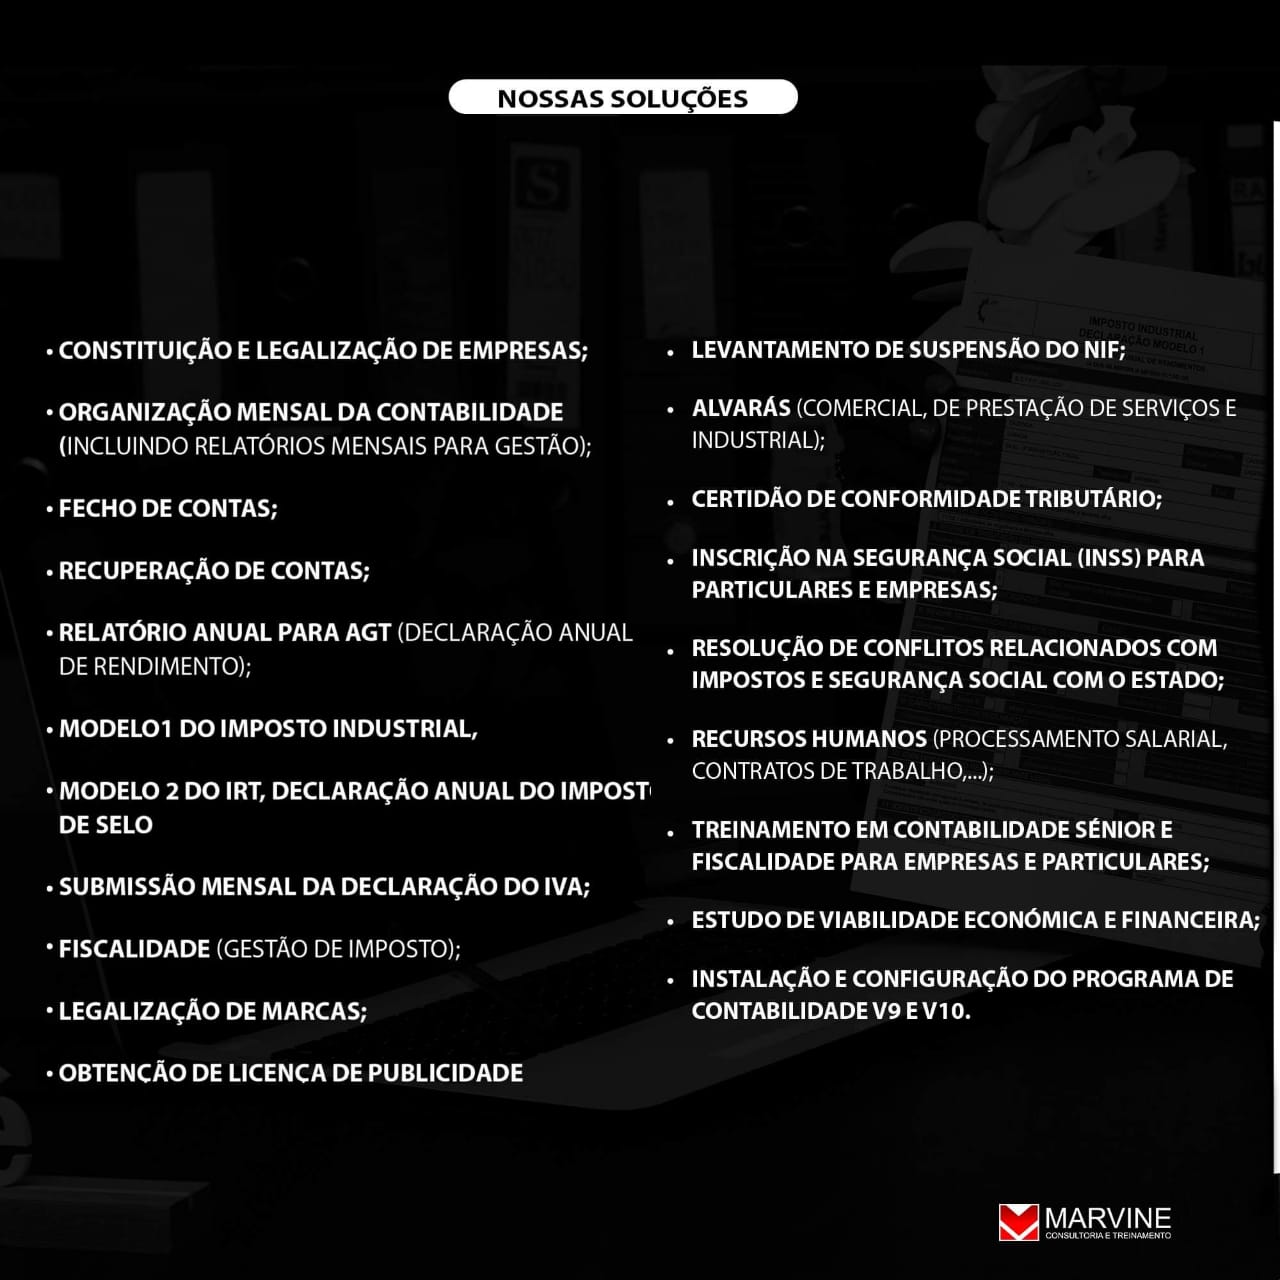 NOSSAS SOLUÇÕES
• CONSTITUIÇÃO E LEGALIZAÇÃO DE EMPRESAS;
• ORGANIZAÇÃO MENSAL DA CONTABILIDADE
(INCLUINDO RELATÓRIOS MENSAIS PARA GESTÃO);
• FECHO DE CONTAS;
• RECUPERAÇÃO DE CONTAS;
• RELATÓRIO ANUAL PARA AGT (DECLARAÇÃO ANUAL
DE RENDIMENTO);
• MODELO1 DO IMPOSTO INDUSTRIAL,
• MODELO 2 DO IRT, DECLARAÇÃO ANUAL DO IMPOST
DE SELO
• SUBMISSÃO MENSAL DA DECLARAÇÃO DO IVA;
• FISCALIDADE (GESTÃO DE IMPOSTO);
• LEGALIZAÇÃO DE MARCAS;
• OBTENÇÃO DE LICENÇA DE PUBLICIDADE
• LEVANTAMENTO DE SUSPENSÃO DO NIF;
• ALVARÁS (COMERCIAL, DE PRESTAÇÃO DE SERVIÇOS E
INDUSTRIAL);
• CERTIDÃO DE CONFORMIDADE TRIBUTÁRIO;
• INSCRIÇÃO NA SEGURANÇA SOCIAL (INSS) PARA
PARTICULARES E EMPRESAS;
• RESOLUÇÃO DE CONFLITOS RELACIONADOS COM
IMPOSTOS E SEGURANÇA SOCIAL COM O ESTADO;
• RECURSOS HUMANOS (PROCESSAMENTO SALARIAL,
CONTRATOS DE TRABALHO,...);
• TREINAMENTO EM CONTABILIDADE SÉNIOR E
FISCALIDADE PARA EMPRESAS E PARTICULARES;
• ESTUDO DE VIABILIDADE ECONÓMICA E FINANCEIRA;
• INSTALAÇÃO E CONFIGURAÇÃO DO PROGRAMA DE
CONTABILIDADE V9 E V10.
IMPOSTO INDUSTRIAL
DECLARAÇÃO MODELO 1
MARVINE
CONSULTORIA E TREINAMENTO